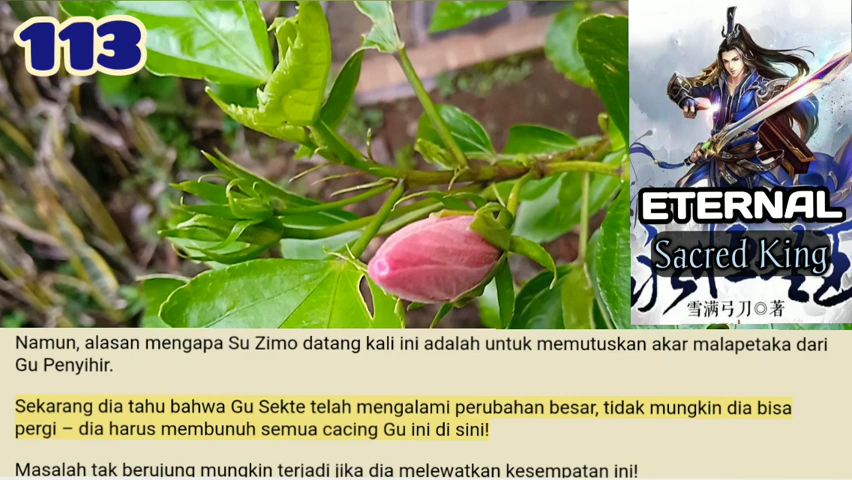 113
ETERNAL
Sacred King
雪满弓刀◎著
Namun, alasan mengapa Su Zimo datang kali ini adalah untuk memutuskan akar malapetaka dari
Gu Penyihir.
Sekarang dia tahu bahwa Gu Sekte telah mengalami perubahan besar, tidak mungkin dia bisa
pergi – dia harus membunuh semua cacing Gu ini di sini!
Masalah tak berujung mungkin terjadi jika dia melewatkan kesempatan ini!